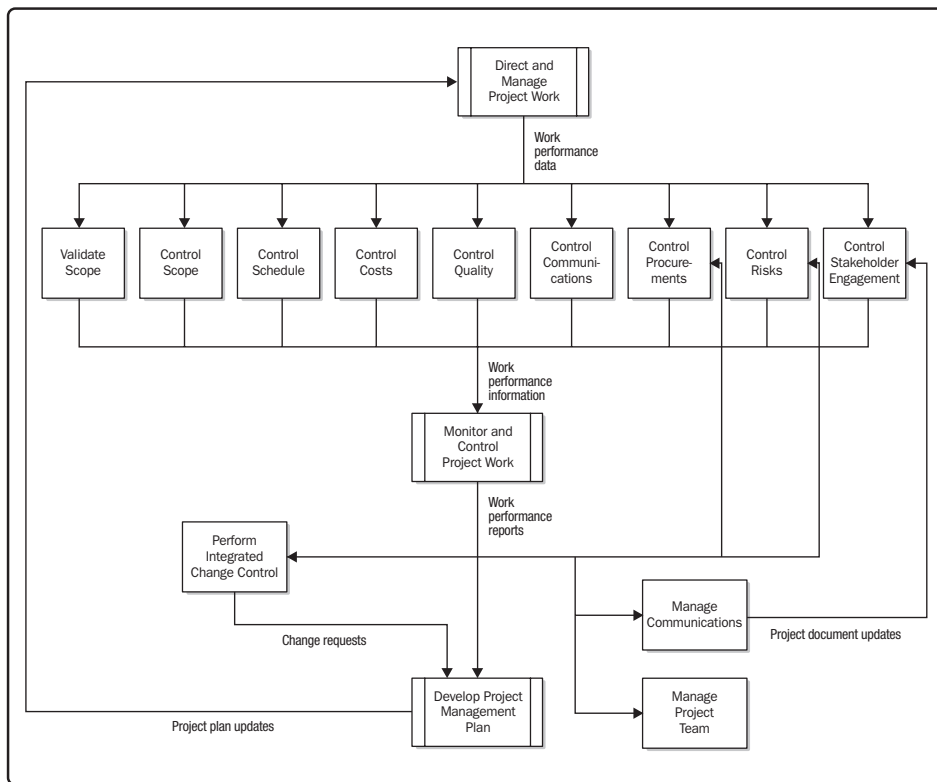 Direct and
Manage
Project Work
Work
performance
data
Validate
Scope
Control
Scope
Control
Schedule
Control
Costs
Control
Quality
Control
Communi-
cations
Control
Procure-
ments
Control
Risks
Control
Stakeholder
Engagement
Work
performance
information
Monitor and
Control
Project Work
Work
performance
reports
Perform
Integrated
Change Control
Manage
Communications
Change requests
Project document updates
Develop Project
Management
Plan
Manage
Project
Team
Project plan updates